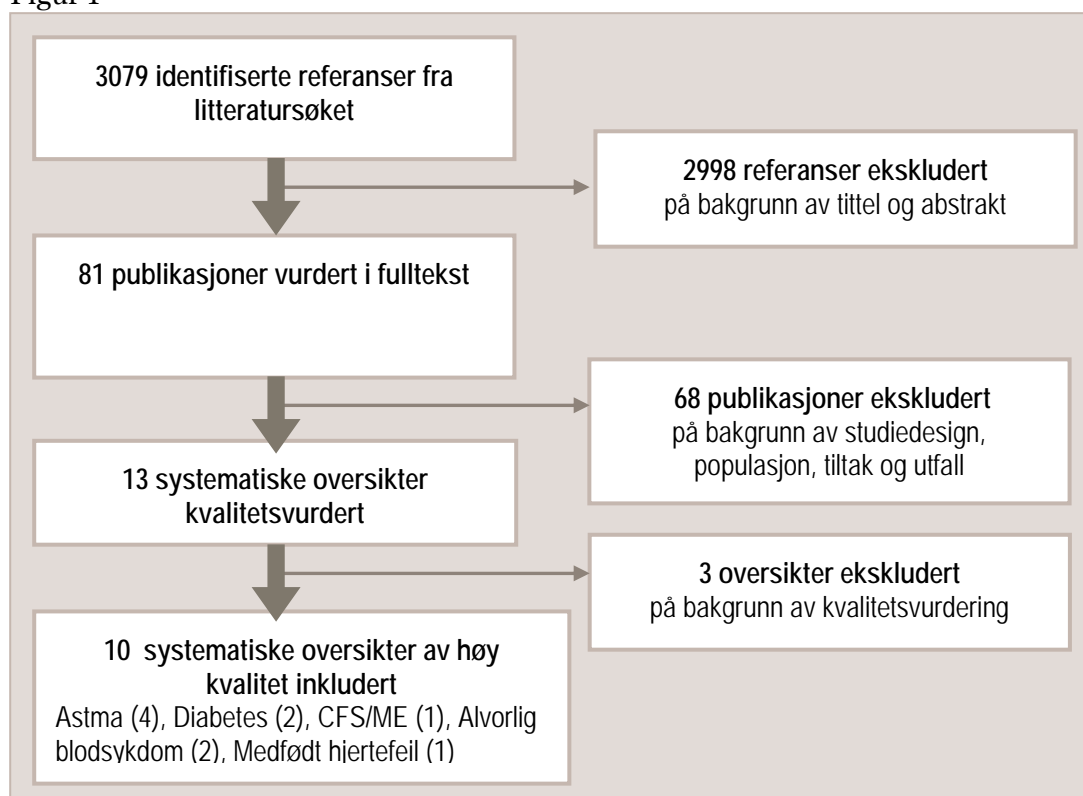 Figur 1
3079 identifiserte referanser fra
litteratursøket
2998 referanser ekskludert
på bakgrunn av tittel og abstrakt
81 publikasjoner vurdert i fulltekst
68 publikasjoner ekskludert
på bakgrunn av studiedesign,
populasjon, tiltak og utfall
13 systematiske oversikter
kvalitetsvurdert
3 oversikter ekskludert
på bakgrunn av kvalitetsvurdering
10 systematiske oversikter av høy
kvalitet inkludert
Astma (4), Diabetes (2), CFS/ME (1), Alvorlig
blodsykdom (2), Medfødt hjertefeil (1)